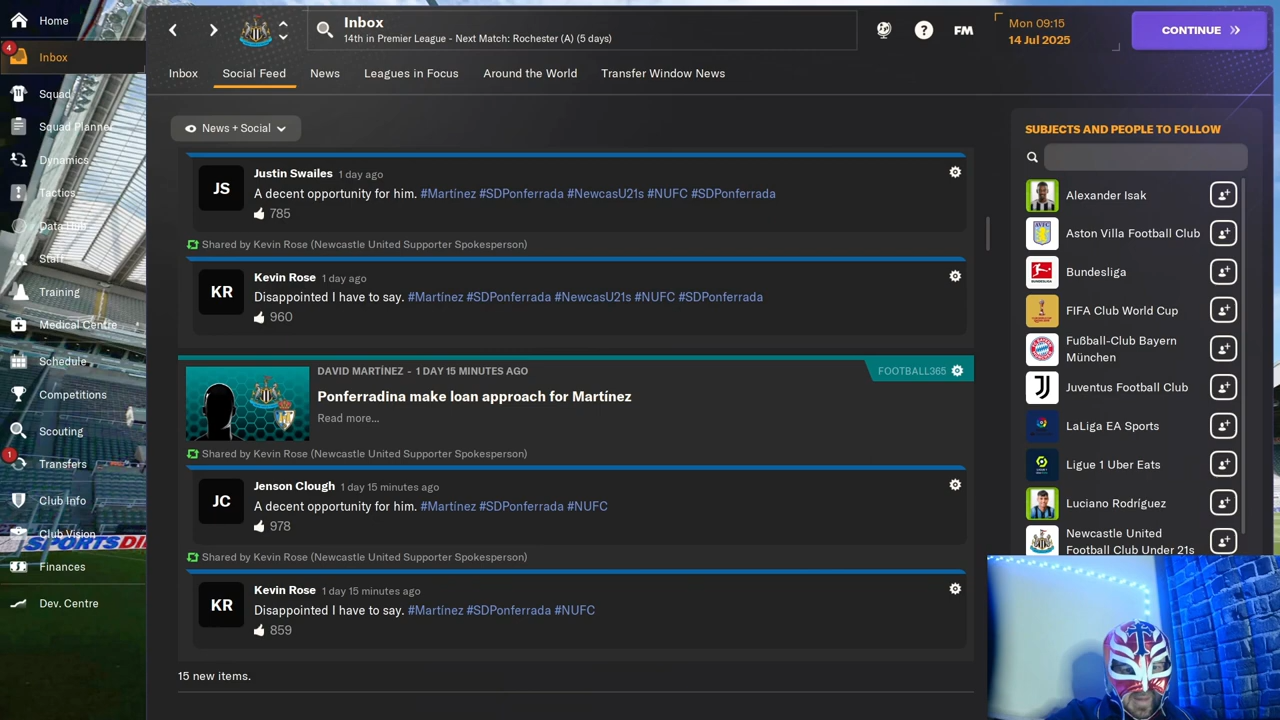 Home
4
Inbox
Squad
Squad Planner
Dynamics
Tactics
Data Hub
Staff
Training
Medical Centre
Schedule
Competitions
Scouting
1
Transfers
Club Info
Club Vision
SPORTS DI
Finances
Dev. Centre
Inbox
14th in Premier League - Next Match: Rochester (A) (5 days)
?
FM
Mon 09:15
14 Jul 2025
CONTINUE
Inbox
Social Feed
News
Leagues in Focus
Around the World
Transfer Window News
News + Social
JS
Justin Swailes 1 day ago
A decent opportunity for him. #Martínez #SDPonferrada #NewcasU21s #NUFC #SDPonferrada
785
Shared by Kevin Rose (Newcastle United Supporter Spokesperson)
KR
Kevin Rose 1 day ago
Disappointed I have to say. #Martínez #SDPonferrada #NewcasU21s #NUFC #SDPonferrada
960
DAVID MARTÍNEZ - 1 DAY 15 MINUTES AGO
FOOTBALL365
Ponferradina make loan approach for Martínez
Read more...
Shared by Kevin Rose (Newcastle United Supporter Spokesperson)
JC
Jenson Clough 1 day 15 minutes ago
A decent opportunity for him. #Martínez #SDPonferrada #NUFC
978
Shared by Kevin Rose (Newcastle United Supporter Spokesperson)
KR
Kevin Rose 1 day 15 minutes ago
Disappointed I have to say. #Martínez #SDPonferrada #NUFC
859
15 new items.
SUBJECTS AND PEOPLE TO FOLLOW
Alexander Isak
Aston Villa Football Club
Bundesliga
FIFA Club World Cup
Fußball-Club Bayern
München
Juventus Football Club
LaLiga EA Sports
Ligue 1 Uber Eats
Luciano Rodríguez
Newcastle United
Football Club Under 21s